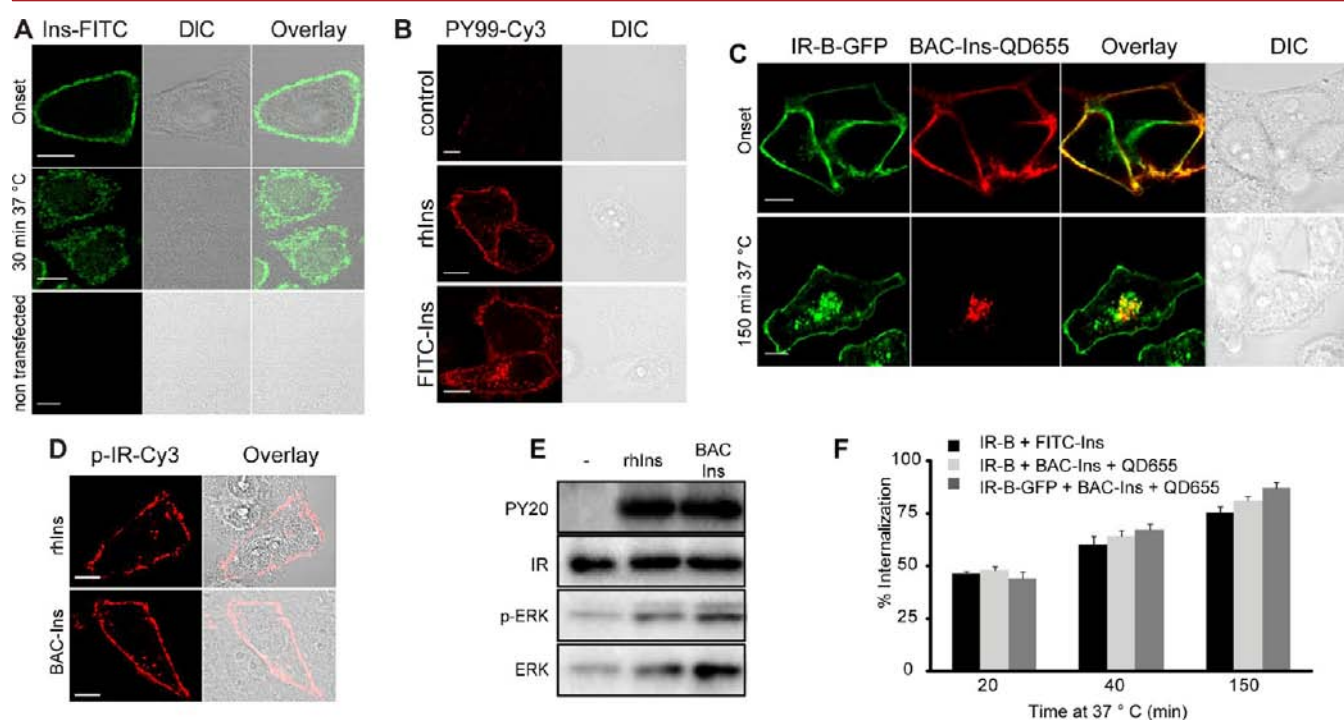 A
Ins-FITC DIC Overlay
Onset
30 min 37 °C
non transfected
B
PY99-Cy3 DIC
control
rhIns
FITC-Ins
C
IR-B-GFP BAC-Ins-QD655 Overlay DIC
Onset
150 min 37 °C
D
p-IR-Cy3 Overlay
rhIns
BAC-Ins
E
- rhIns BAC
Ins
PY20
IR
p-ERK
ERK
F
IR-B + FITC-Ins
IR-B + BAC-Ins + QD655
IR-B-GFP + BAC-Ins + QD655
% Internalization
100
75
50
25
0
20 40 150
Time at 37 ° C (min)